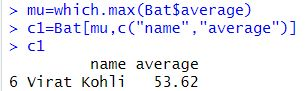 > mu=which.max(Bat$average)
> c1=Bat[mu,c("name","average")]
> c1
name average
6 Virat Kohli 53.62